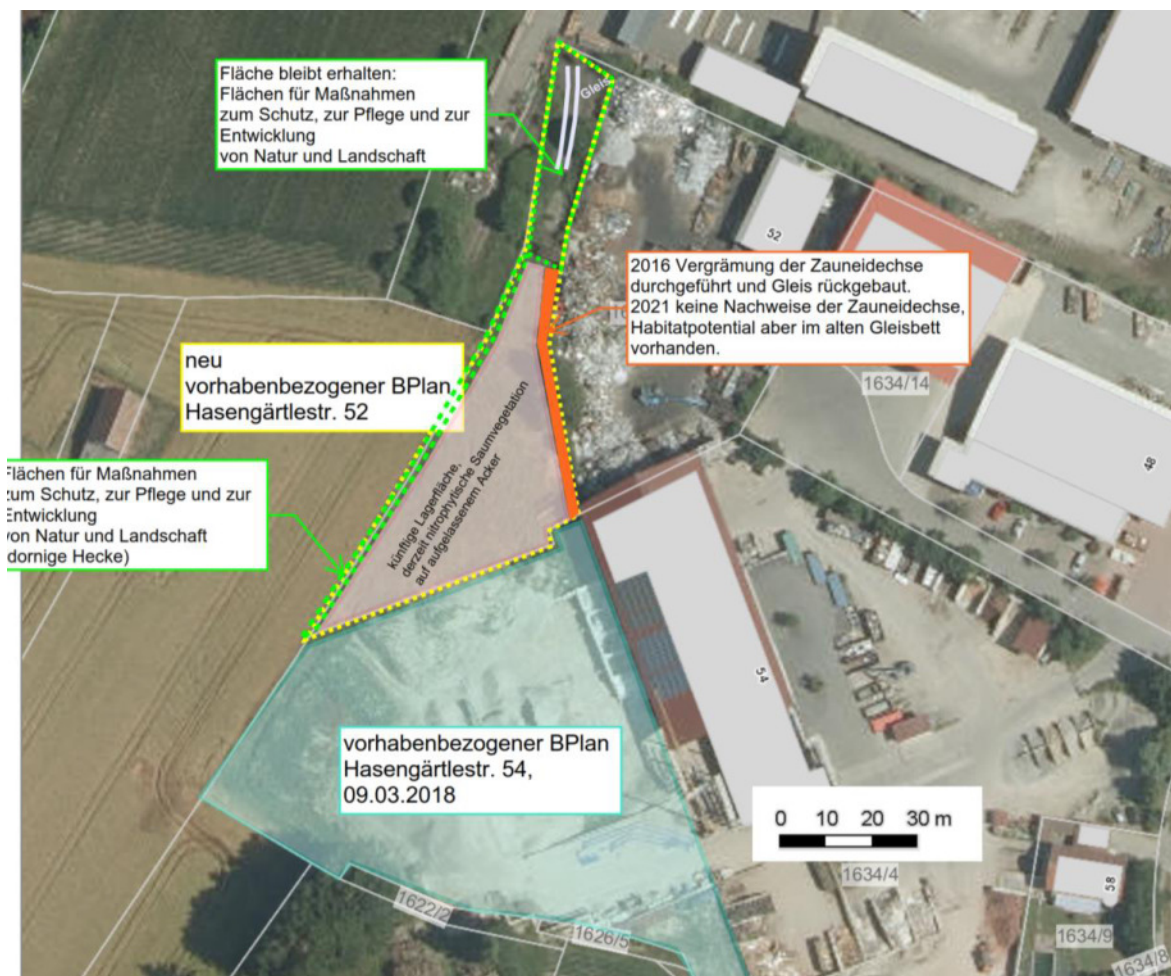 Fläche bleibt erhalten:
Flächen für Maßnahmen
zum Schutz, zur Pflege und zur
Entwicklung
von Natur und Landschaft
Gleis
52
2016 Vergrämung der Zauneidechse
durchgeführt und Gleis rückgebaut.
2021 keine Nachweise der Zauneidechse,
Habitatpotential aber im alten Gleisbett
vorhanden.
neu
vorhabenbezogener BPlan
Hasengärtlestr. 52
1634/14
48
Flächen für Maßnahmen
zum Schutz, zur Pflege und zur
Entwicklung
von Natur und Landschaft
dornige Hecke)
künftige Lagerfläche,
derzeit nitrophytische Saumvegetation
auf aufgelassenem Acker
54
vorhabenbezogener BPlan
Hasengärtlestr. 54,
09.03.2018
0 10 20 30 m
1634/4
58
1622/2
1626/5
1634/9
1634/8